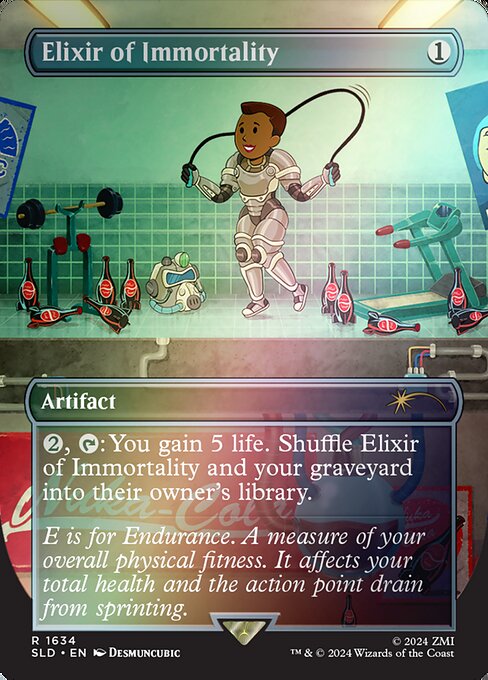 Elixir of Immortality 1
Artifact
2, : You gain 5 life. Shuffle Elixir
of Immortality and your graveyard
into their owner's library.
Nuka-Cola
E is for Endurance. A measure of your
overall physical fitness. It affects your
total health and the action point drain
from sprinting.
R 1634
SLD • EN Desmuncubic
© 2024 ZMI
™ & © 2024 Wizards of the Coast